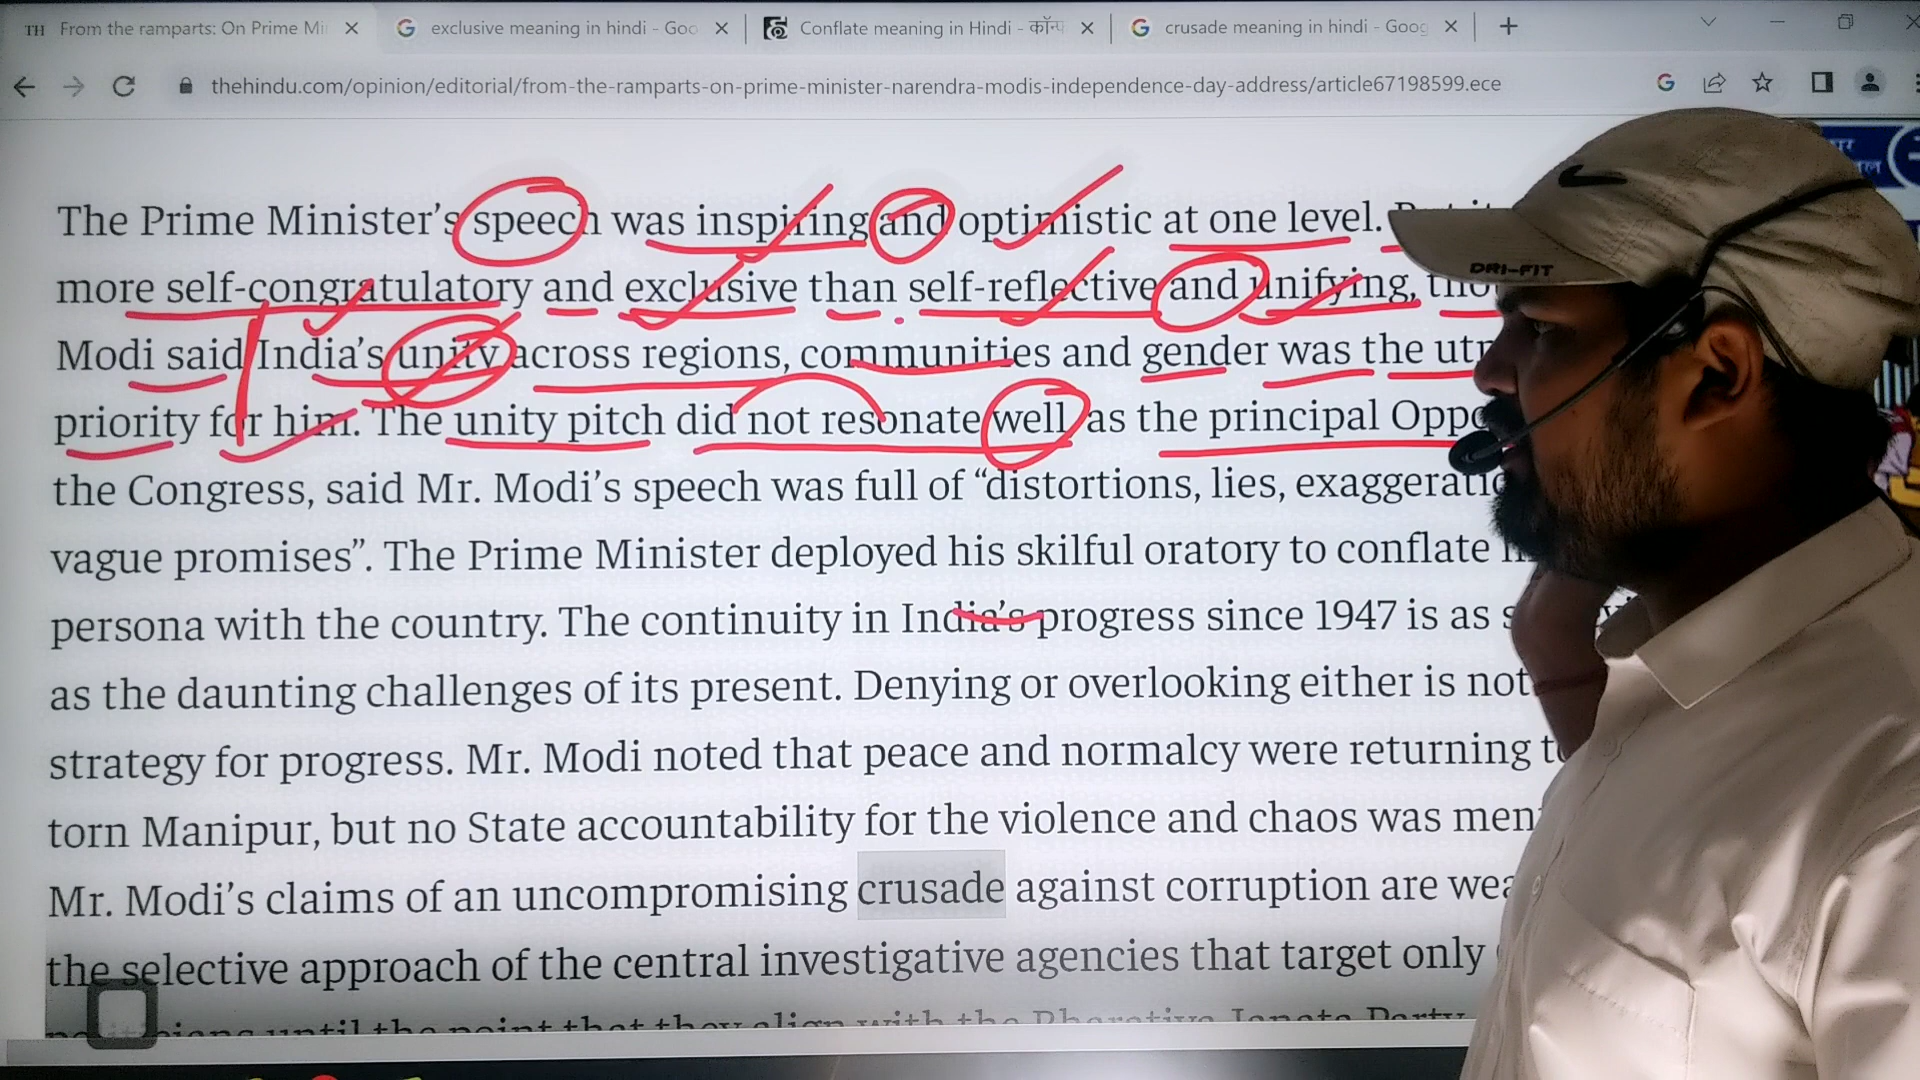 TH From the ramparts: On Prime Mi
exclusive meaning in hindi - Goo
Conflate meaning in Hindi - कॉन्प
crusade meaning in hindi - Goog
thehindu.com/opinion/editorial/from-the-ramparts-on-prime-minister-narendra-modis-independence-day-address/article67198599.ece
The Prime Minister's speech was inspiring and optimistic at one level.
more self-congratulatory and exclusive than self-reflective and unifying,
Modi said India's unity across regions, communities and gender was the
priority for him. The unity pitch did not resonate well as the principal
the Congress, said Mr. Modi's speech was full of “distortions, lies,
vague promises”. The Prime Minister deployed his skilful oratory to conflate
persona with the country. The continuity in India's progress since 1947 is as
as the daunting challenges of its present. Denying or overlooking either is not
strategy for progress. Mr. Modi noted that peace and normalcy were returning
torn Manipur, but no State accountability for the violence and chaos was
Mr. Modi's claims of an uncompromising crusade against corruption are
the selective approach of the central investigative agencies that target only
until the point that they align with the
DRI-FIT